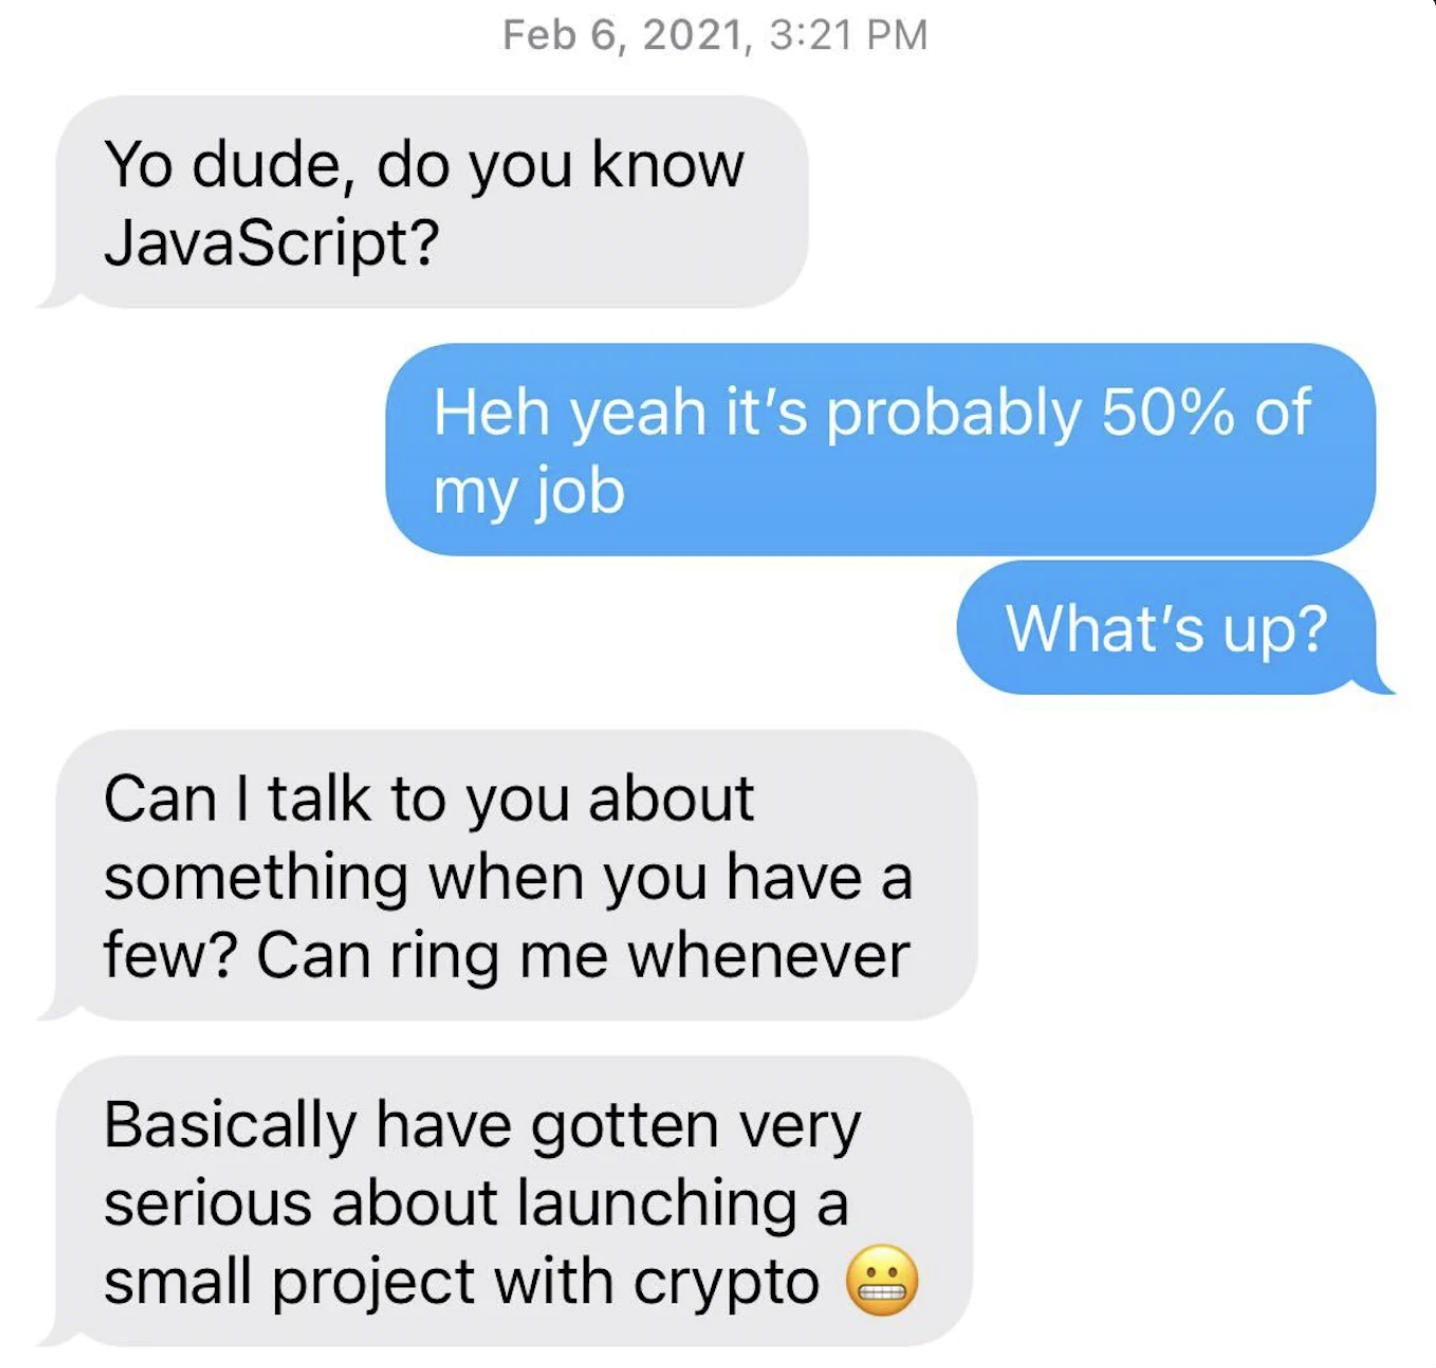 Feb 6, 2021, 3:21 PM
Yo dude, do you know
JavaScript?
Heh yeah it’s probably 50% of
my job
What’s up?
Can I talk to you about
something when you have a
few? Can ring me whenever
Basically have gotten very
serious about launching a
small project with crypto 😬